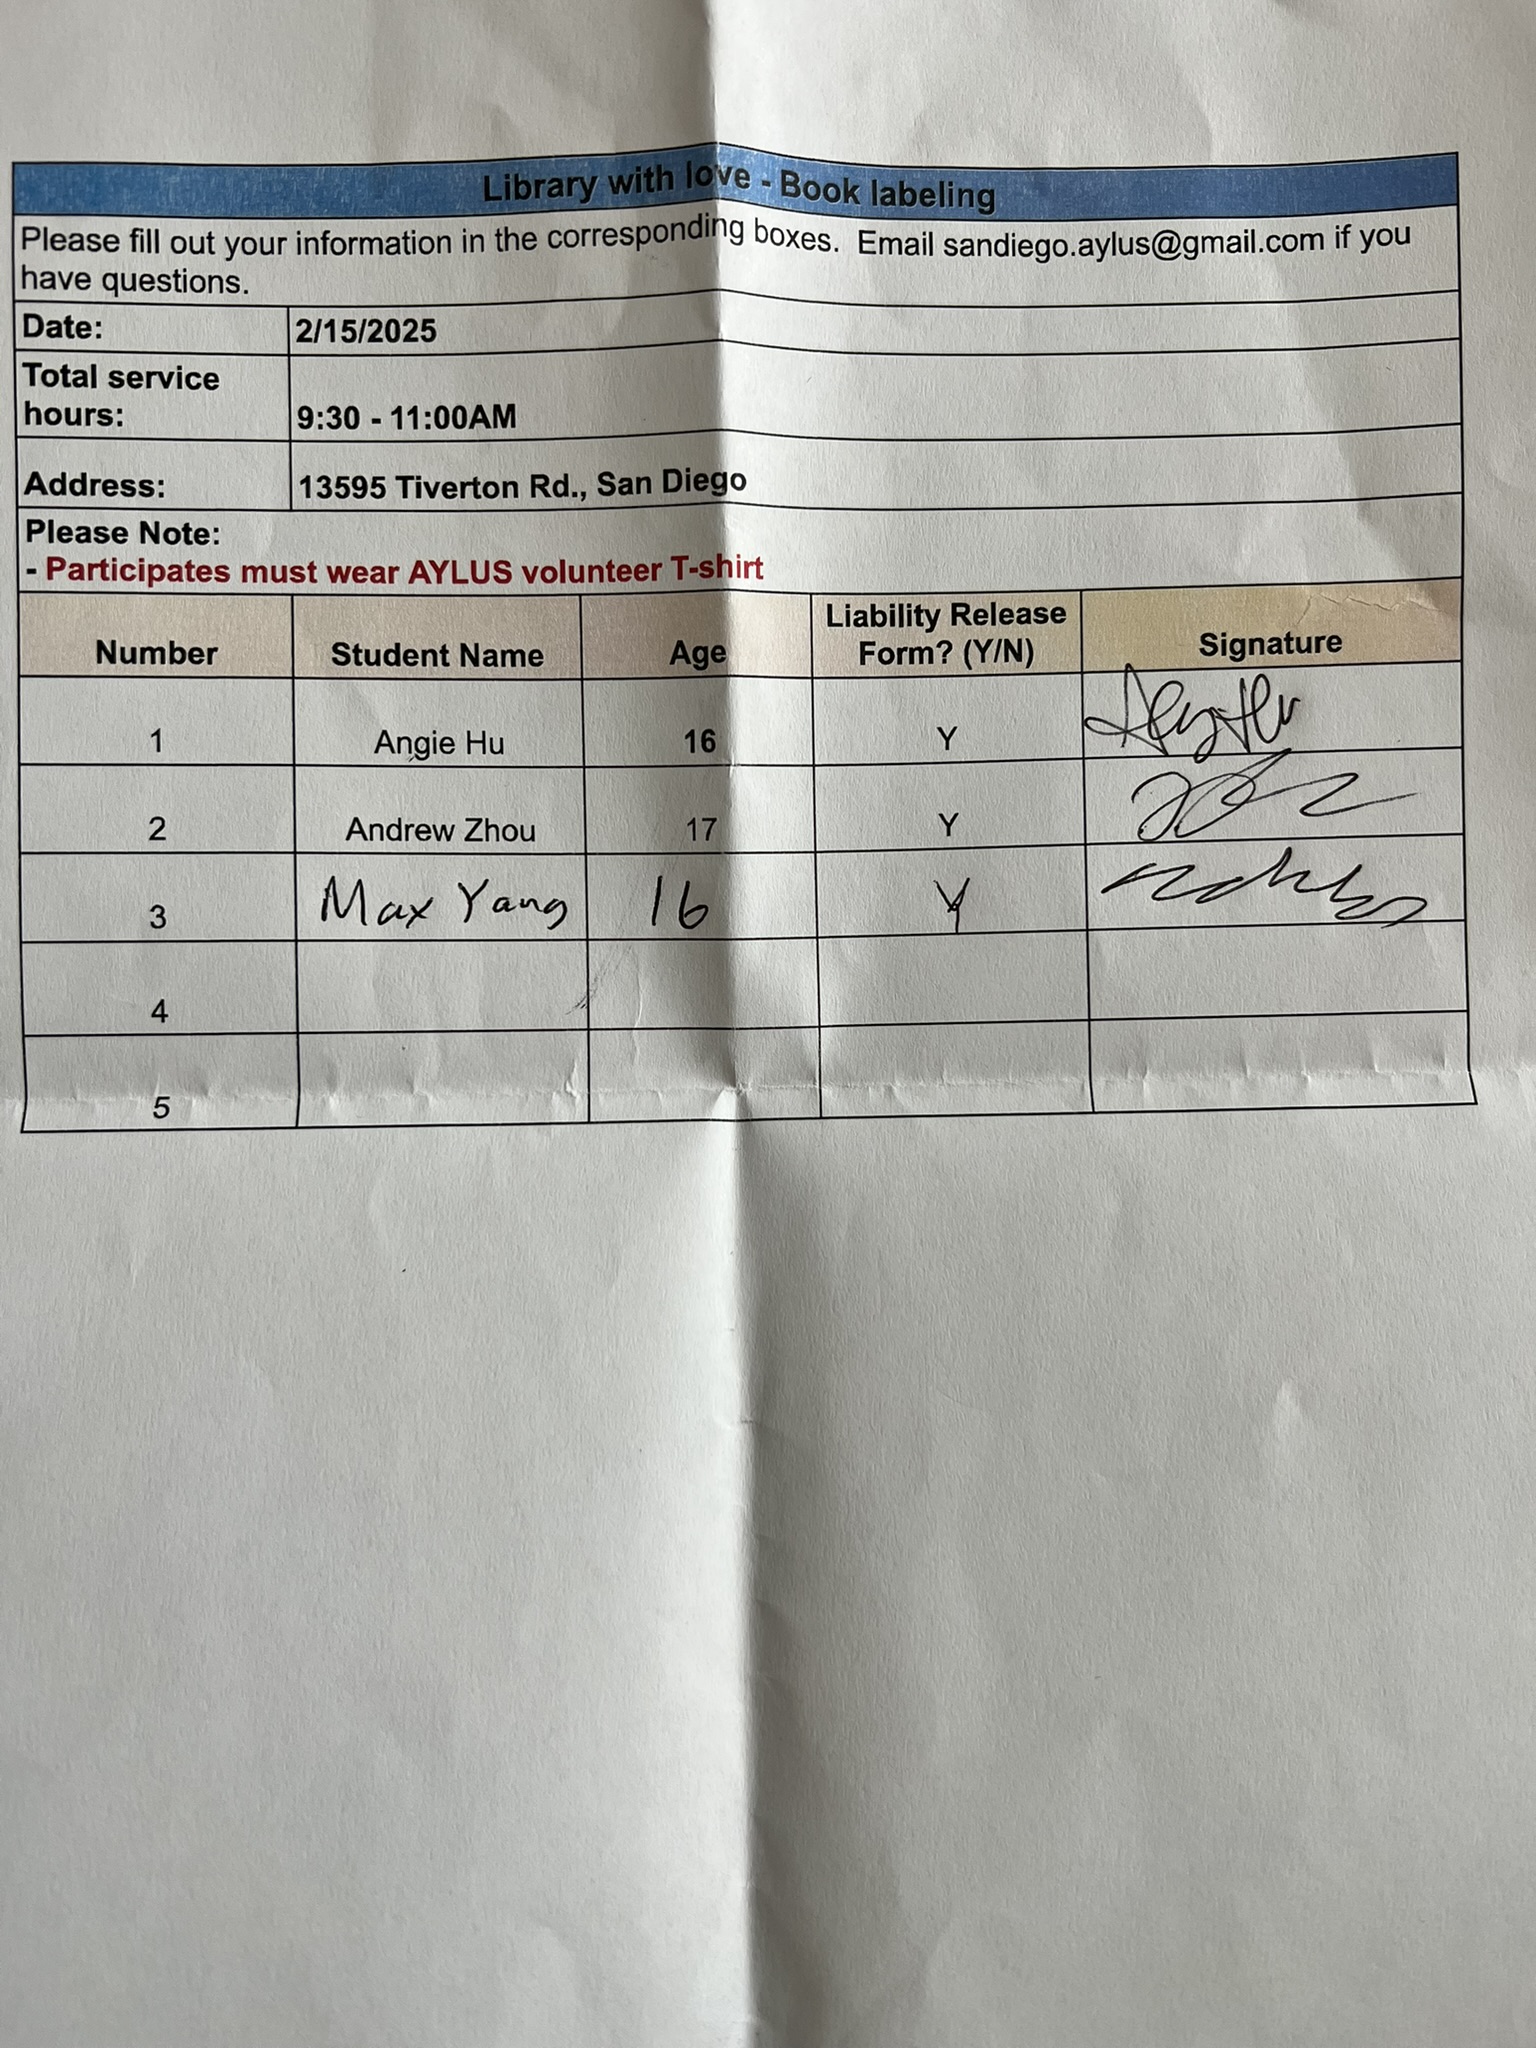 Library with love - Book labeling
Please fill out your information in the corresponding boxes. Email sandiego.aylus@gmail.com if you
have questions.
Date: 2/15/2025
Total service
hours: 9:30 - 11:00AM
Address: 13595 Tiverton Rd., San Diego
Please Note:
- Participates must wear AYLUS volunteer T-shirt
Number Student Name Age Liability Release Form? (Y/N) Signature
1 Angie Hu 16 Y
2 Andrew Zhou 17 Y
3 Max Yang 16 Y
4
5